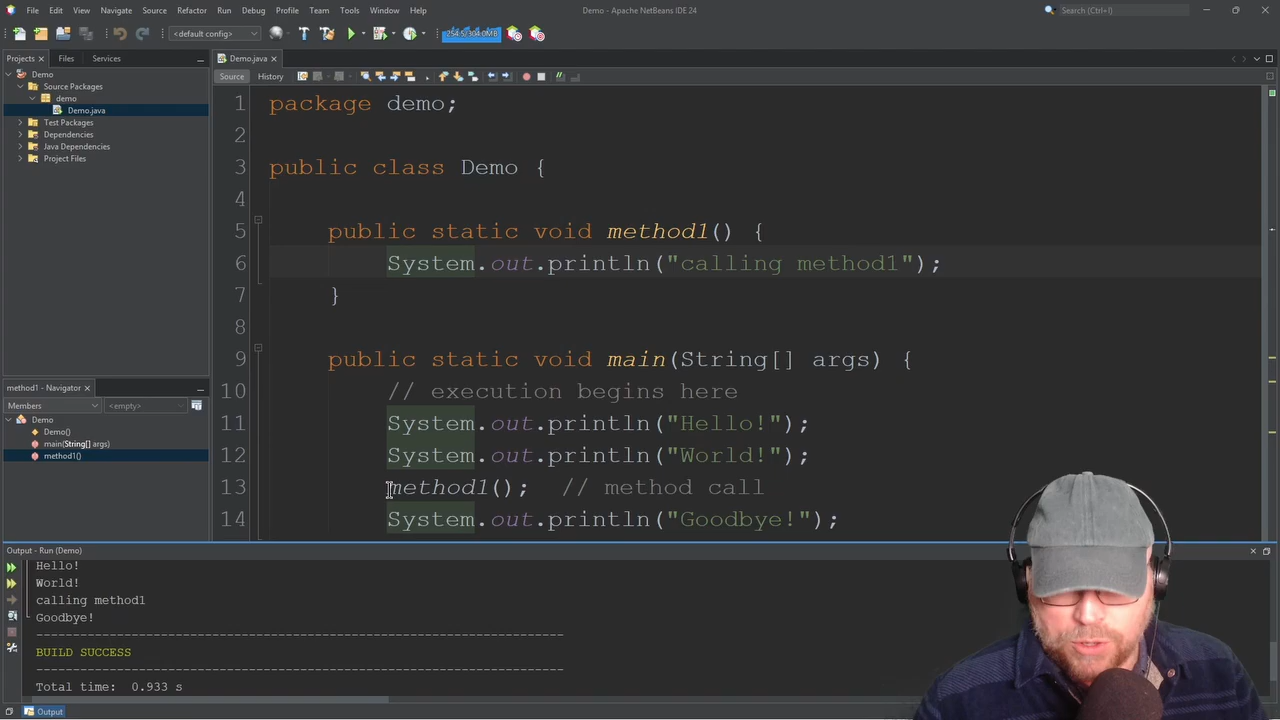 File Edit View Navigate Source Refactor Run Debug Profile Team Tools Window Help
Demo - Apache NetBeans IDE 24
Search (Ctrl+I)
<default config>
254.5/304.0MB
Projects
Files
Services
Demo
Source Packages
demo
Demo.java
Test Packages
Dependencies
Java Dependencies
Project Files
method1 - Navigator
Members
<empty>
Demo
Demo()
main(String[] args)
method1()
Demo.java
Source
History
1 package demo;
2
3 public class Demo {
4
5 public static void method1() {
6 System.out.println("calling method1");
7 }
8
9 public static void main(String[] args) {
10 // execution begins here
11 System.out.println("Hello!");
12 System.out.println("World!");
13 method1(); // method call
14 System.out.println("Goodbye!");
Output - Run (Demo)
Hello!
World!
calling method1
Goodbye!
------------------------------------------------------------------------
BUILD SUCCESS
------------------------------------------------------------------------
Total time: 0.933 s
Output